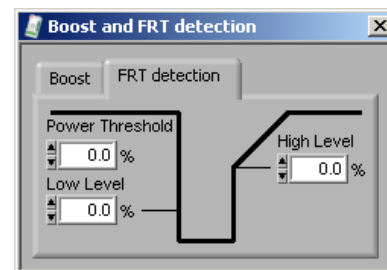 Boost and FRT detection
Boost
FRT detection
Power Threshold
0.0 %
High Level
0.0 %
Low Level
0.0 %